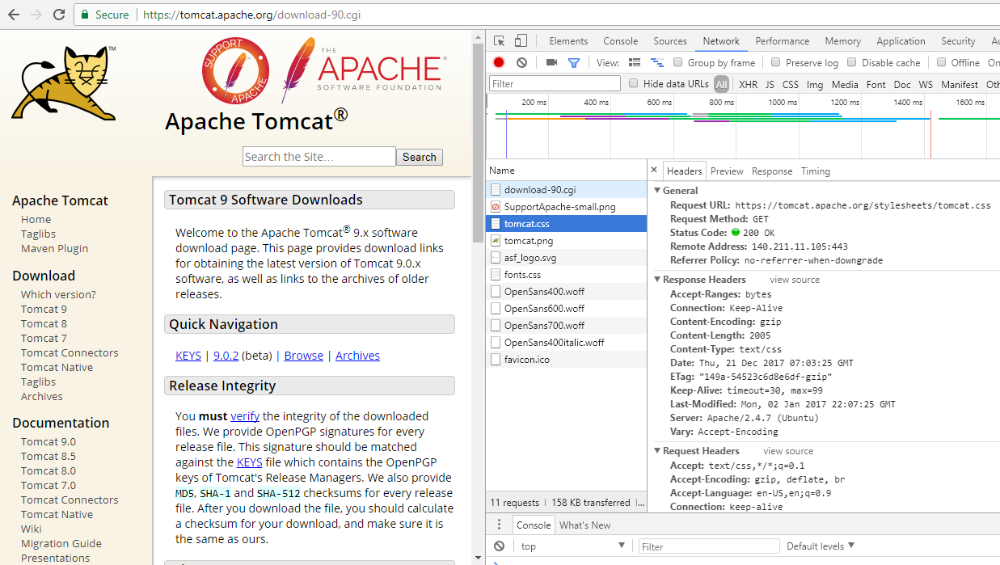 Secure https://tomcat.apache.org/download-90.cgi
TM
SUPPORT
APACHE
THE
APACHE®
SOFTWARE FOUNDATION
Apache Tomcat®
Search the Site… Search
Apache Tomcat
Home
Taglibs
Maven Plugin
Download
Which version?
Tomcat 9
Tomcat 8
Tomcat 7
Tomcat Connectors
Tomcat Native
Taglibs
Archives
Documentation
Tomcat 9.0
Tomcat 8.5
Tomcat 8.0
Tomcat 7.0
Tomcat Connectors
Tomcat Native
Wiki
Migration Guide
Presentations
Tomcat 9 Software Downloads
Welcome to the Apache Tomcat® 9.x software
download page. This page provides download links
for obtaining the latest version of Tomcat 9.0.x
software, as well as links to the archives of older
releases.
Quick Navigation
KEYS | 9.0.2 (beta) | Browse | Archives
Release Integrity
You must verify the integrity of the downloaded
files. We provide OpenPGP signatures for every
release file. This signature should be matched
against the KEYS file which contains the OpenPGP
keys of Tomcat's Release Managers. We also provide
MD5, SHA-1 and SHA-512 checksums for every release
file. After you download the file, you should calculate
a checksum for your download, and make sure it is
the same as ours.
Elements Console Sources Network Performance Memory Application Security Au
View: Group by frame Preserve log Disable cache Offline On
Filter Hide data URLs All XHR JS CSS Img Media Font Doc WS Manifest Oth
200 ms 400 ms 600 ms 800 ms 1000 ms 1200 ms 1400 ms 1600 ms
Name
download-90.cgi
SupportApache-small.png
tomcat.css
tomcat.png
asf_logo.svg
fonts.css
OpenSans400.woff
OpenSans600.woff
OpenSans700.woff
OpenSans400italic.woff
favicon.ico
11 requests | 158 KB transferred |...
× Headers Preview Response Timing
General
Request URL: https://tomcat.apache.org/stylesheets/tomcat.css
Request Method: GET
Status Code: 200 OK
Remote Address: 140.211.11.105:443
Referrer Policy: no-referrer-when-downgrade
Response Headers view source
Accept-Ranges: bytes
Connection: Keep-Alive
Content-Encoding: gzip
Content-Length: 2005
Content-Type: text/css
Date: Thu, 21 Dec 2017 07:03:25 GMT
ETag: "149a-54523c6d8e6df-gzip"
Keep-Alive: timeout=30, max=99
Last-Modified: Mon, 02 Jan 2017 22:07:25 GMT
Server: Apache/2.4.7 (Ubuntu)
Vary: Accept-Encoding
Request Headers view source
Accept: text/css,*/*;q=0.1
Accept-Encoding: gzip, deflate, br
Accept-Language: en-US,en;q=0.9
Connection: keep-alive
Console What's New
top Filter Default levels